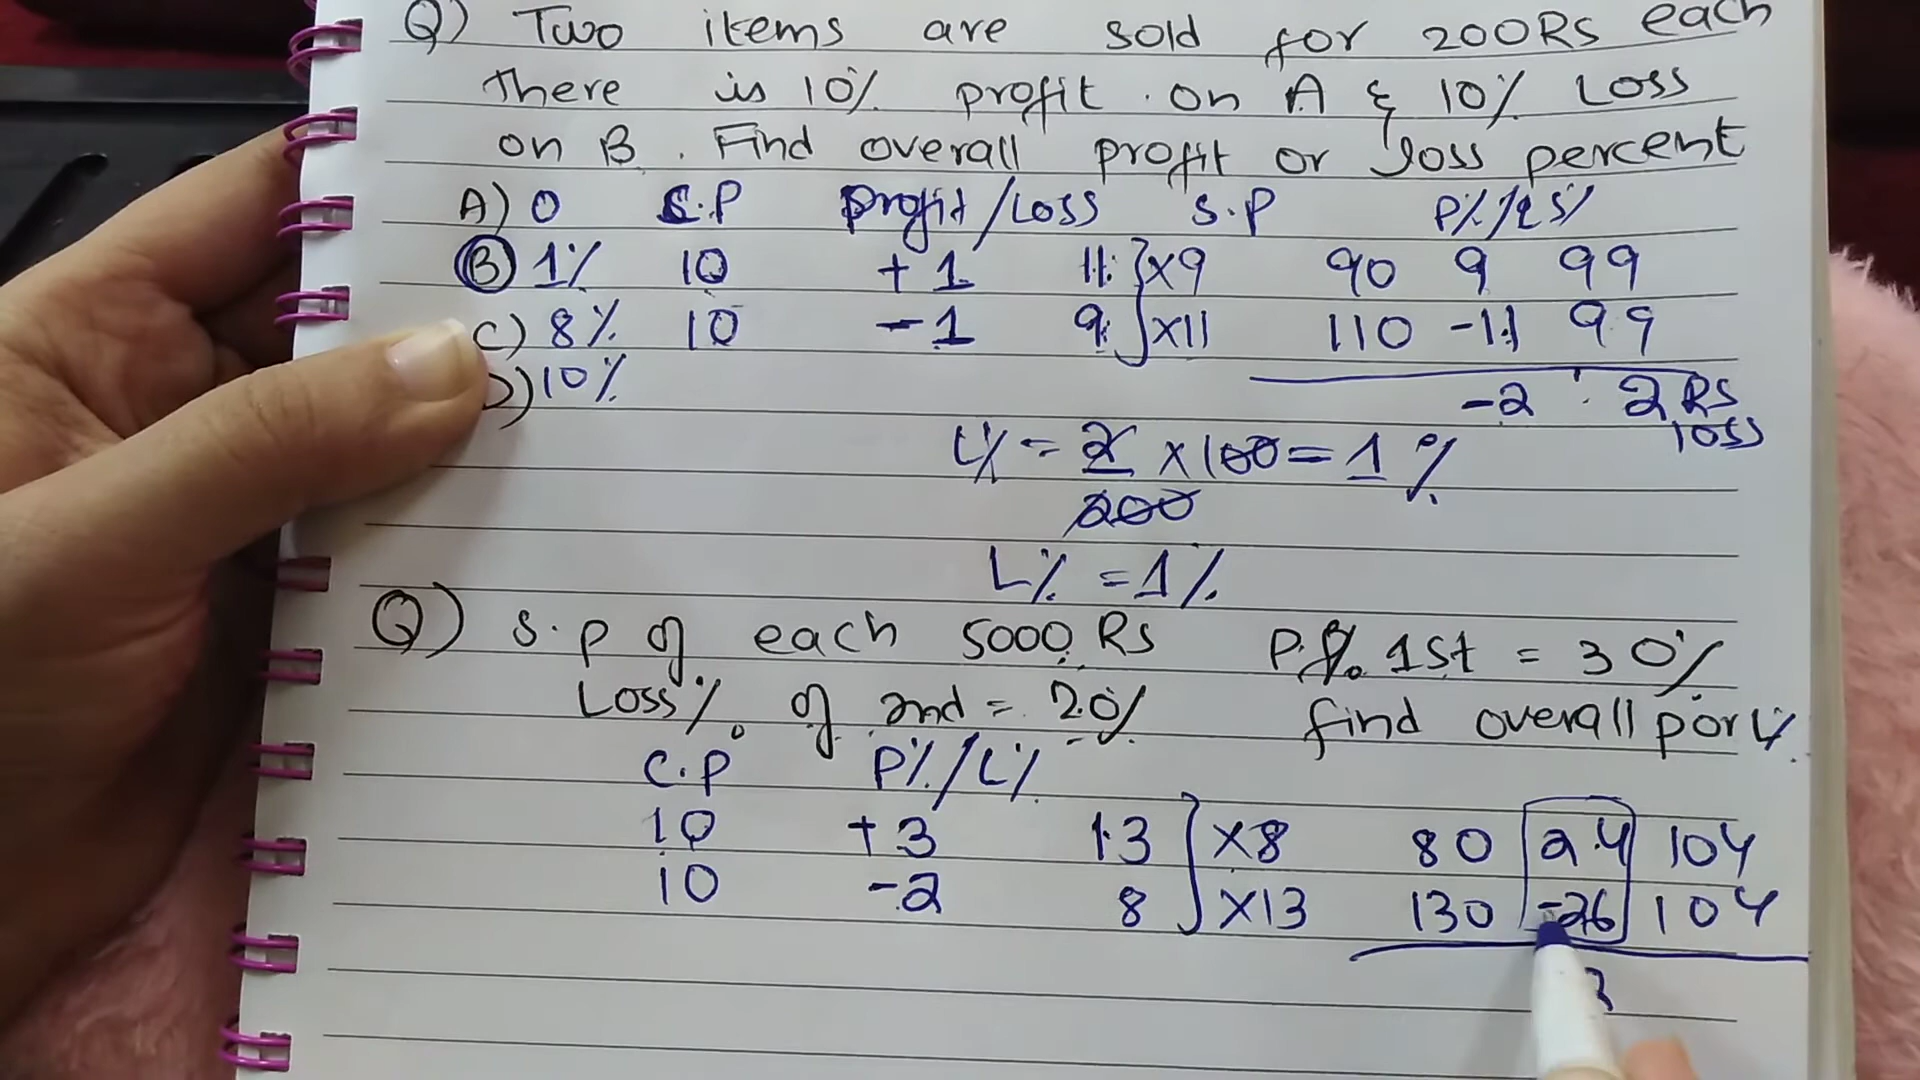 Q) Two items are sold for 200RS each
There is 10% profit on A & 10% Loss
on B. Find overall profit or loss percent
A) 0 C.P Profit/Loss S.P P%/L%
B) 1% 10 +1 11 ×9 90 9 99
C) 8% 10 -1 9 ×11 110 -11 99
D) 10% -2 2 RS
loss
L% = 2 ×100 = 1%
200
L% = 1%
Q) S.P of each 5000 Rs P.% 1st = 30%
Loss% of 2nd = 20% find overall P or L%
C.P P%/L%
10 +3 13 ×8 80 24 104
10 -2 8 ×13 130 -26 104
2